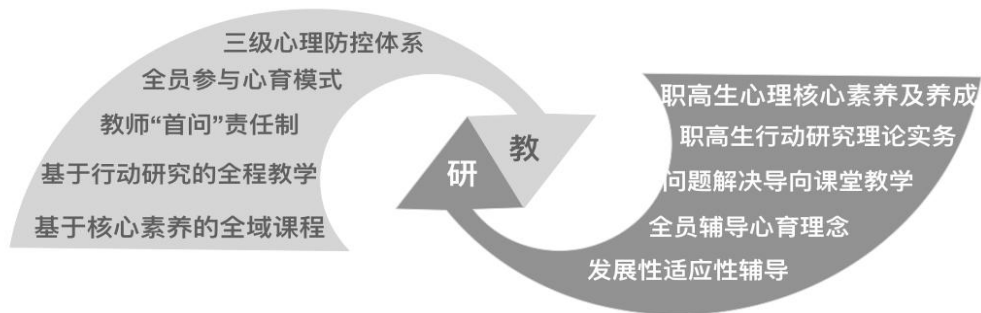 三级心理防控体系
全员参与心育模式
教师“首问”责任制
基于行动研究的全程教学
基于核心素养的全域课程
教
研
职高生心理核心素养及养成
职高生行动研究理论实务
问题解决导向课堂教学
全员辅导心育理念
发展性适应性辅导